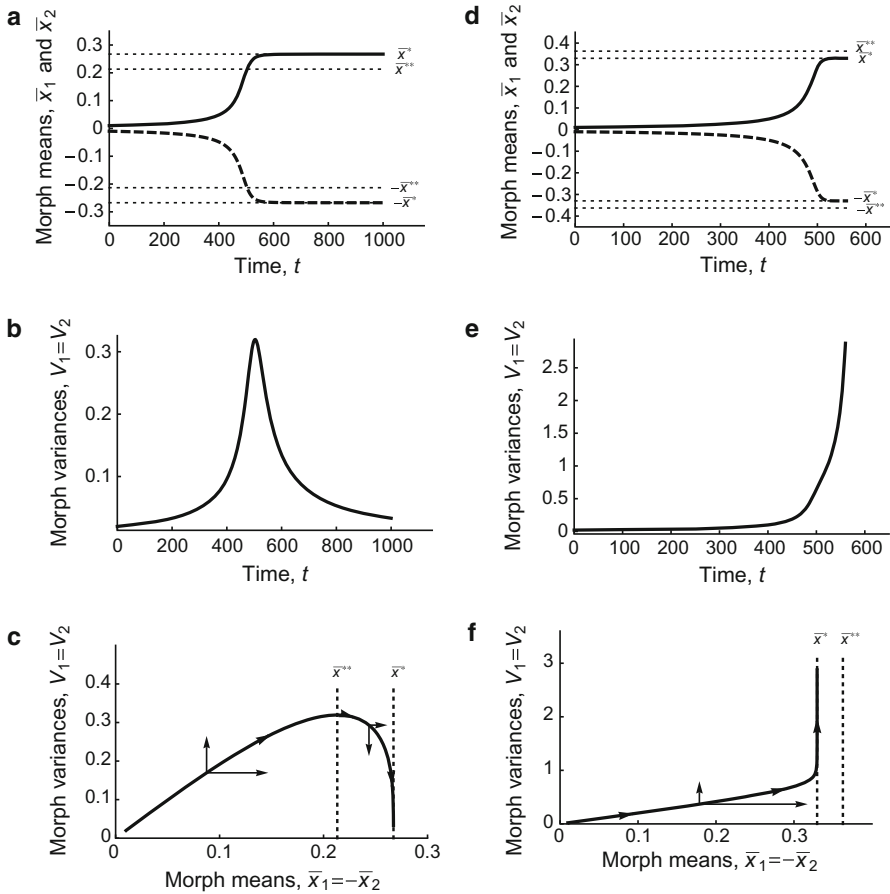 a
Morph means, x̄₁ and x̄₂
0.3
0.2
0.1
0
−0.1
−0.2
−0.3
x̄*
x̄**
−x̄**
−x̄*
0 200 400 600 800 1000
Time, t
b
Morph variances, V₁=V₂
0.3
0.2
0.1
0 200 400 600 800 1000
Time, t
c
Morph variances, V₁=V₂
0.4
0.3
0.2
0.1
0
x̄** x̄*
0 0.1 0.2 0.3
Morph means, x̄₁=−x̄₂
d
Morph means, x̄₁ and x̄₂
0.4
0.3
0.2
0.1
0
−0.1
−0.2
−0.3
−0.4
x̄**
x̄*
−x̄*
−x̄**
0 100 200 300 400 500 600
Time, t
e
Morph variances, V₁=V₂
2.5
2
1.5
1
0.5
0
0 100 200 300 400 500 600
Time, t
f
Morph variances, V₁=V₂
3
2
1
0
x̄* x̄**
0 0.1 0.2 0.3
Morph means, x̄₁=−x̄₂